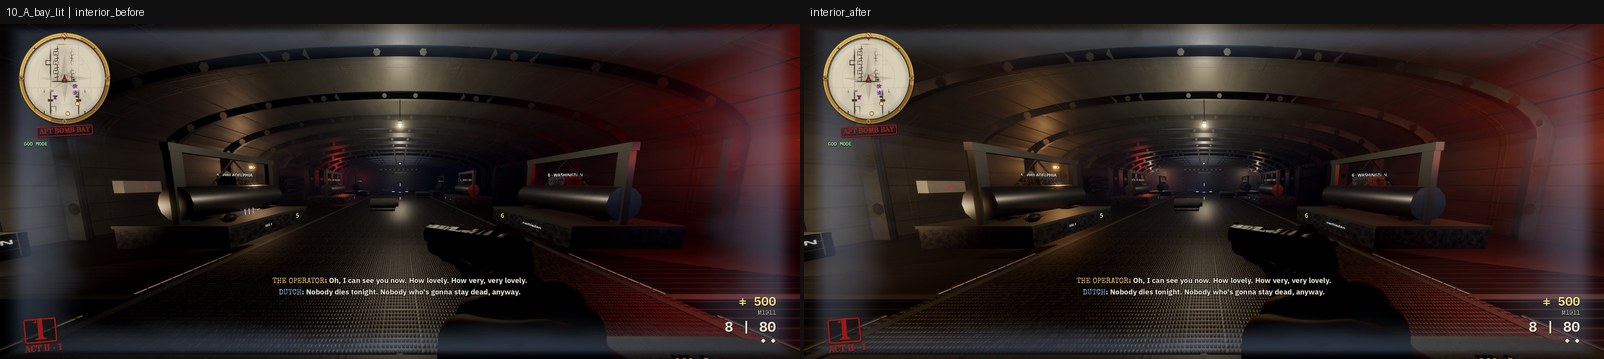 10_A_bay_lit | interior_before
interior_after
AFT BOMB BAY
GOD MODE
5
6
THE OPERATOR: Oh, I can see you now. How lovely. How very, very lovely.
DUTCH: Nobody dies tonight. Nobody who's gonna stay dead, anyway.
500
M1911
8 | 80
ACT II - 1
AFT BOMB BAY
GOD MODE
5
6
THE OPERATOR: Oh, I can see you now. How lovely. How very, very lovely.
DUTCH: Nobody dies tonight. Nobody who's gonna stay dead, anyway.
500
M1911
8 | 80
ACT II - 1